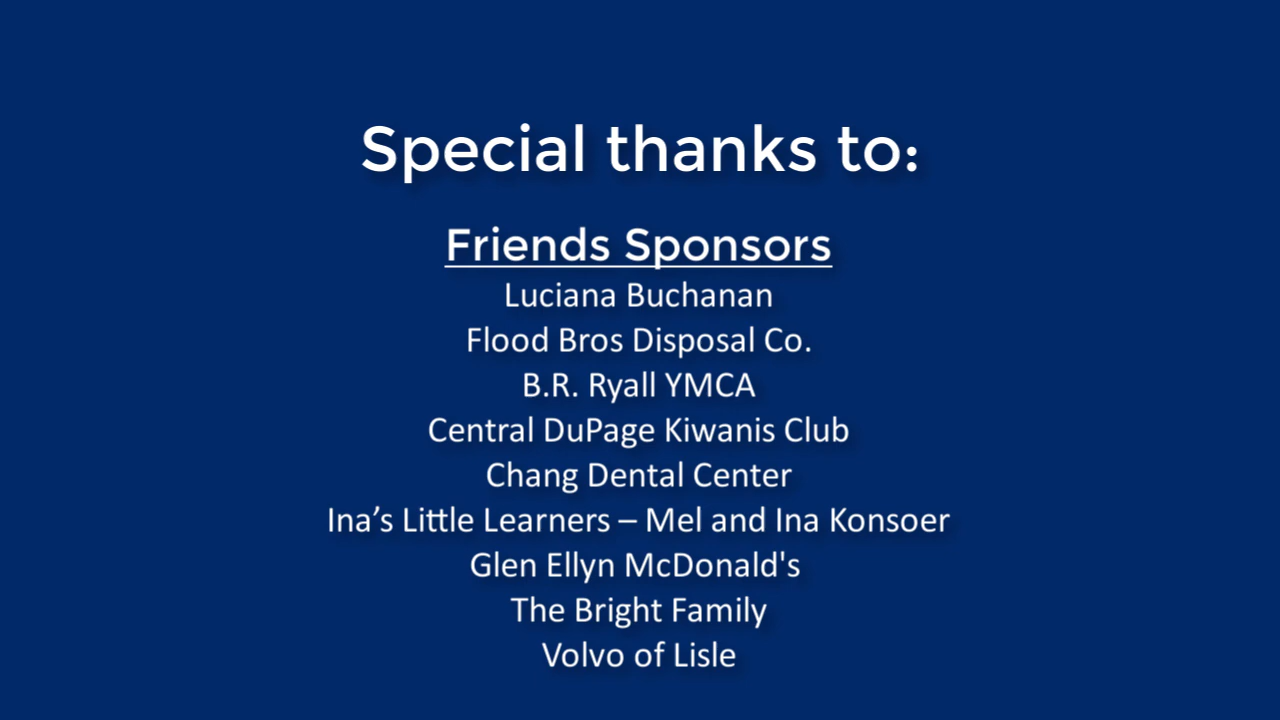 Special thanks to:
Friends Sponsors
Luciana Buchanan
Flood Bros Disposal Co.
B.R. Ryall YMCA
Central DuPage Kiwanis Club
Chang Dental Center
Ina’s Little Learners – Mel and Ina Konsoer
Glen Ellyn McDonald's
The Bright Family
Volvo of Lisle